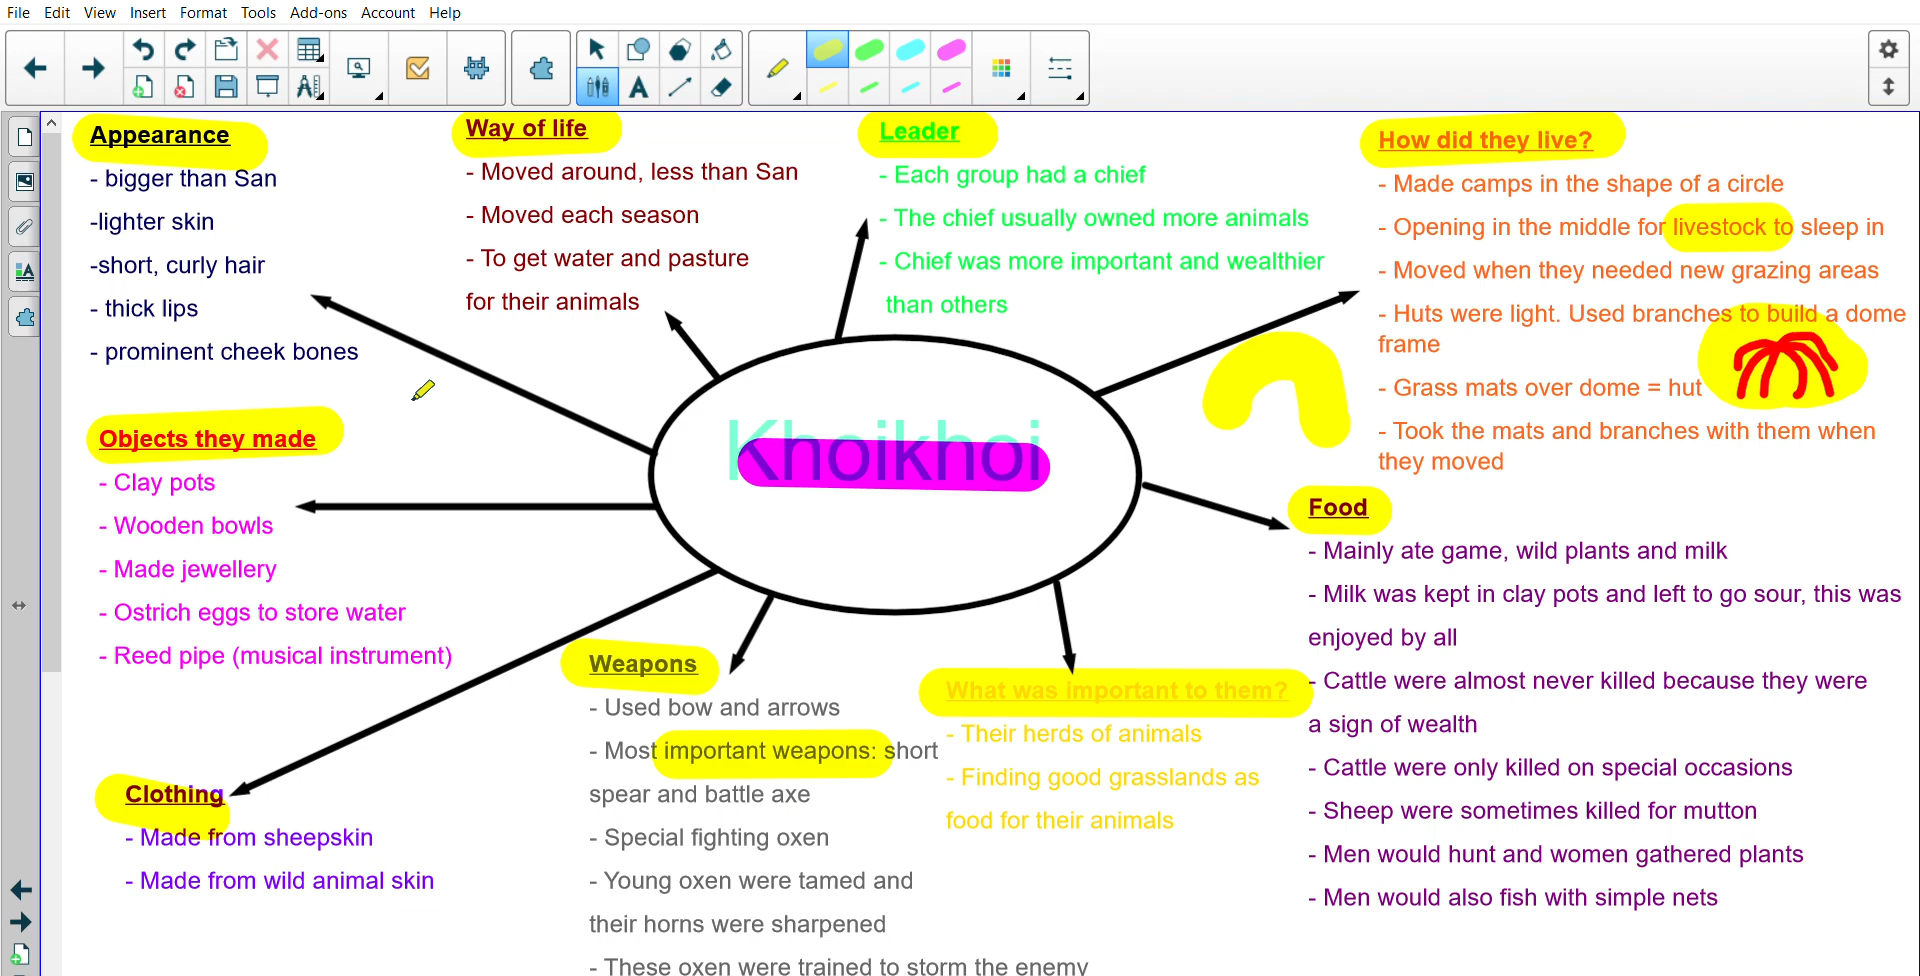 File Edit View Insert Format Tools Add-ons Account Help
Appearance
- bigger than San
-lighter skin
-short, curly hair
- thick lips
- prominent cheek bones
Way of life
- Moved around, less than San
- Moved each season
- To get water and pasture
for their animals
Leader
- Each group had a chief
- The chief usually owned more animals
- Chief was more important and wealthier
than others
How did they live?
- Made camps in the shape of a circle
- Opening in the middle for livestock to sleep in
- Moved when they needed new grazing areas
- Huts were light. Used branches to build a dome
frame
- Grass mats over dome = hut
- Took the mats and branches with them when
they moved
Khoikhoi
Objects they made
- Clay pots
- Wooden bowls
- Made jewellery
- Ostrich eggs to store water
- Reed pipe (musical instrument)
Food
- Mainly ate game, wild plants and milk
- Milk was kept in clay pots and left to go sour, this was
enjoyed by all
- Cattle were almost never killed because they were
a sign of wealth
- Cattle were only killed on special occasions
- Sheep were sometimes killed for mutton
- Men would hunt and women gathered plants
- Men would also fish with simple nets
Weapons
- Used bow and arrows
- Most important weapons: short
spear and battle axe
- Special fighting oxen
- Young oxen were tamed and
their horns were sharpened
- These oxen were trained to storm the enemy
What was important to them?
- Their herds of animals
- Finding good grasslands as
food for their animals
Clothing
- Made from sheepskin
- Made from wild animal skin